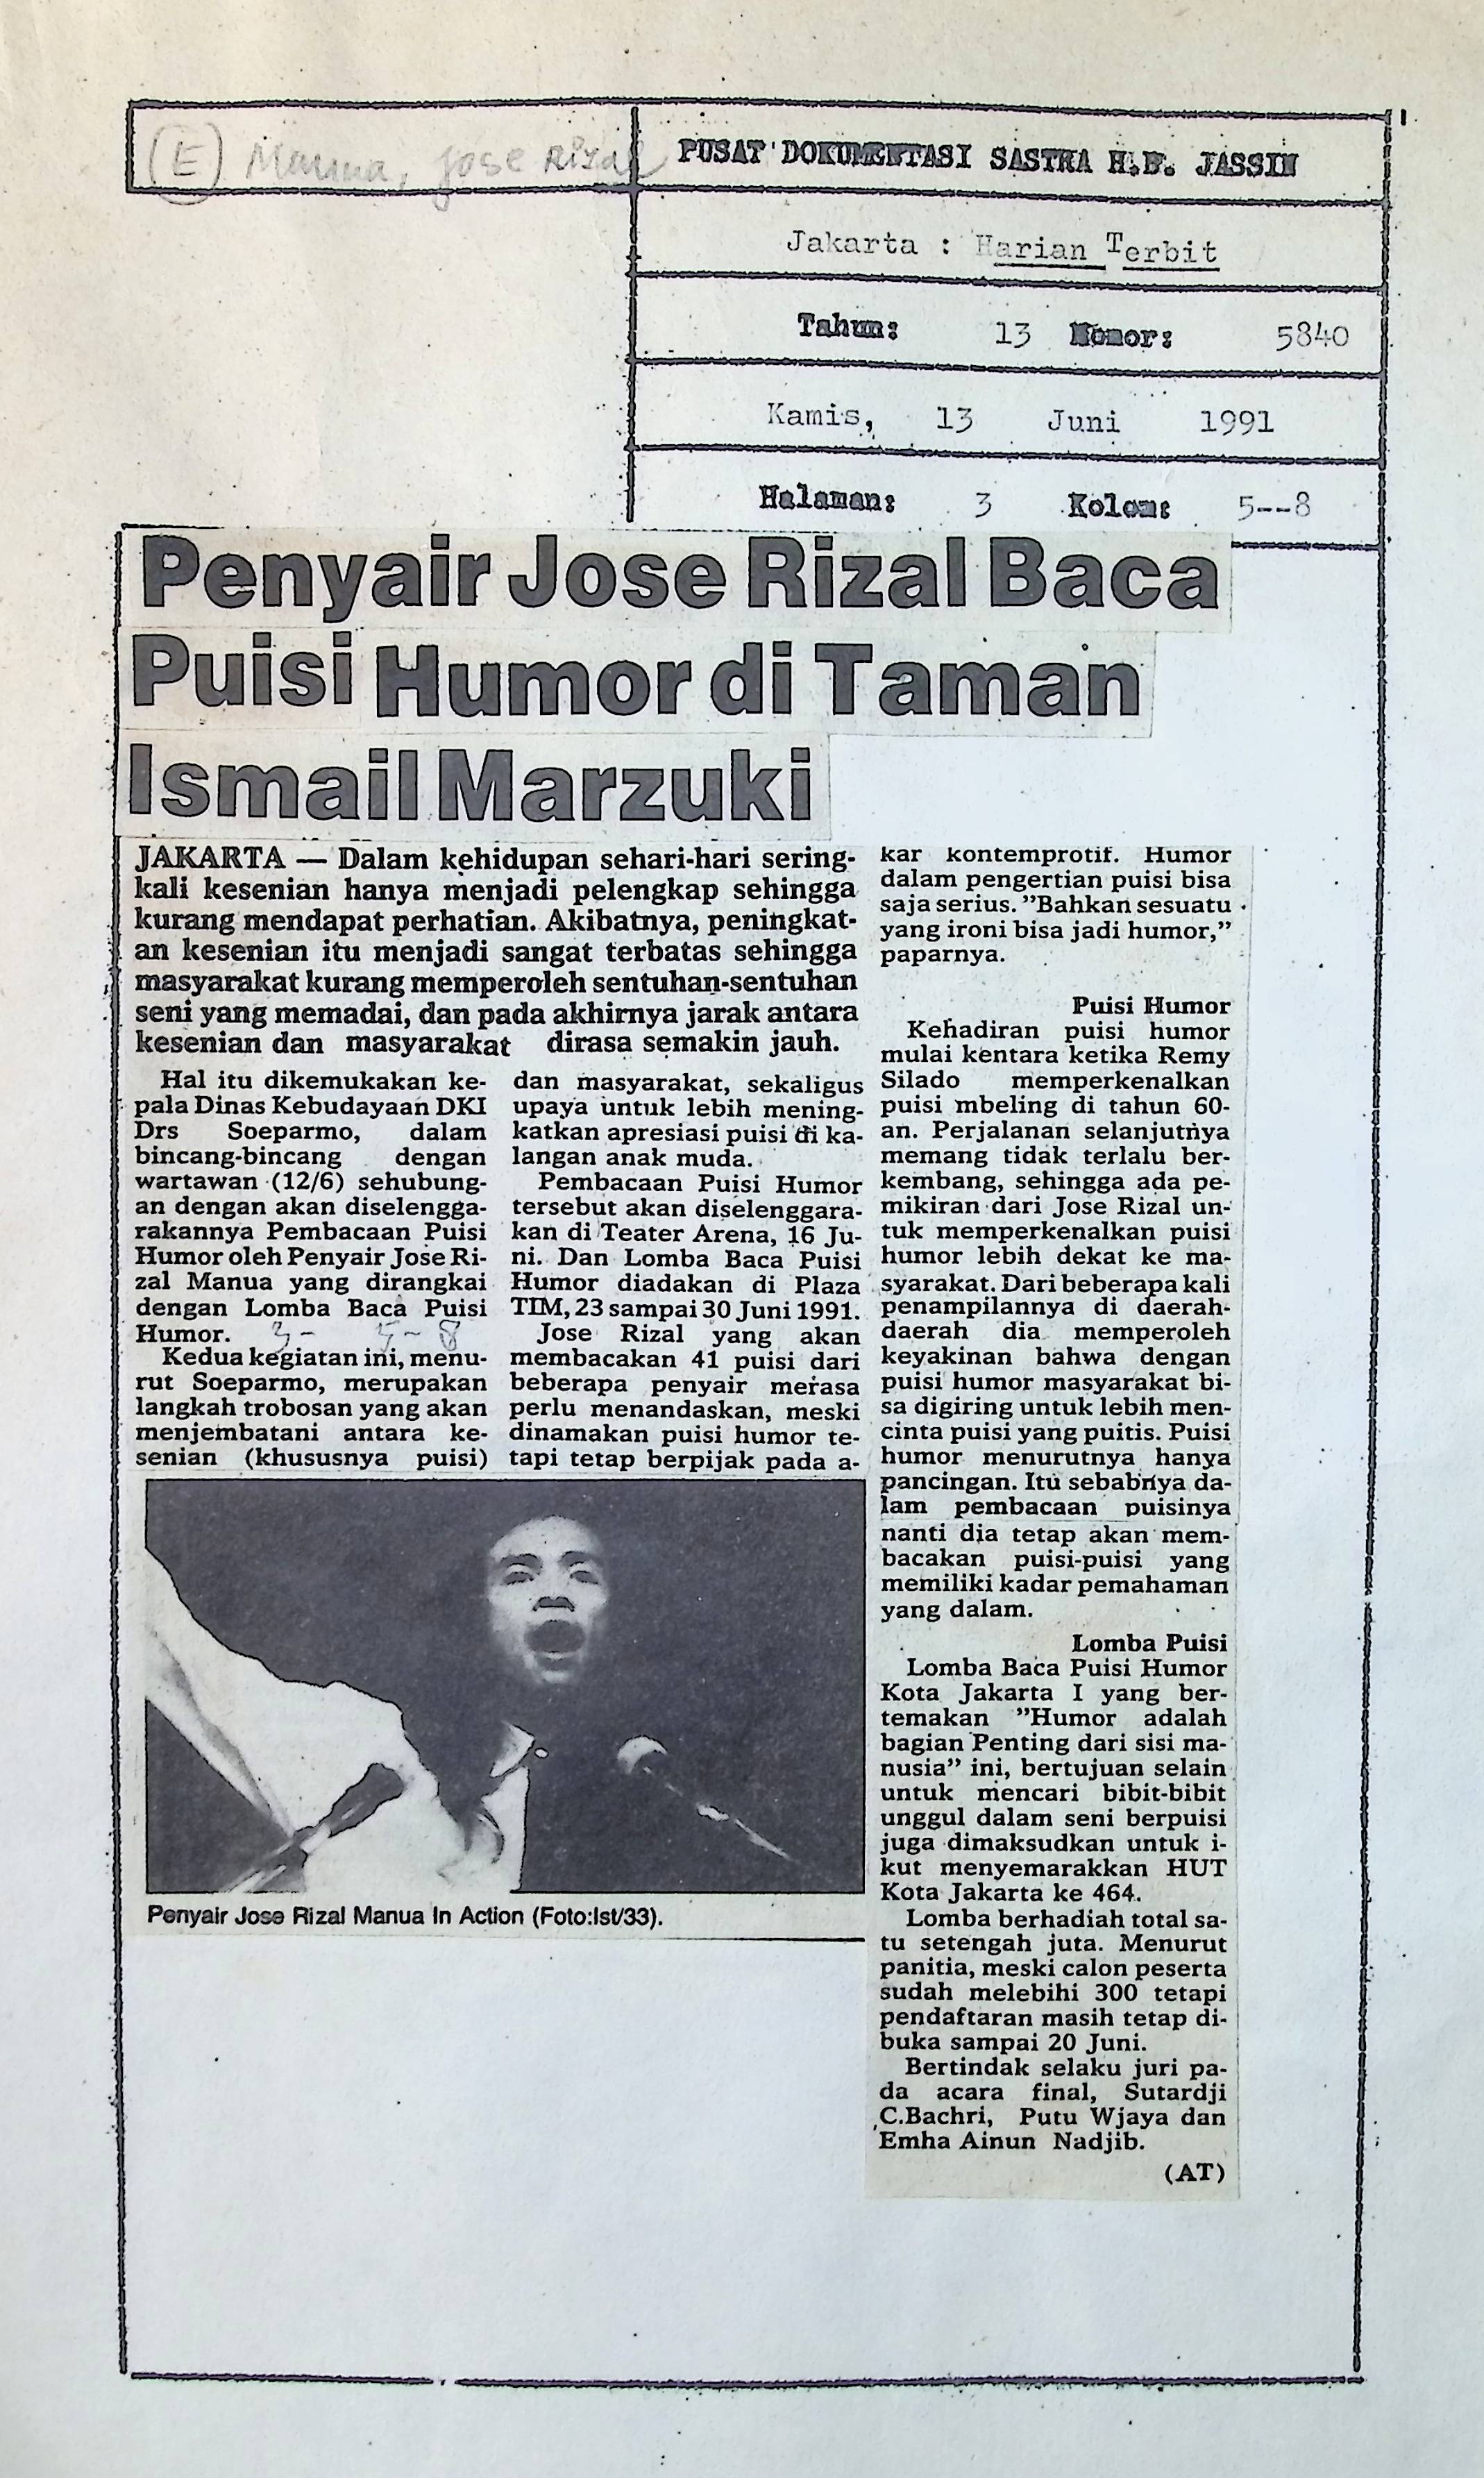 (E) Manua, Jose Rizal
PUSAT DOKUMENTASI SASTRA H.B. JASSIN
Jakarta : Harian Terbit
Tahun: 13 Nomor: 5840
Kamis, 13 Juni 1991
Halaman: 3 Kolom: 5--8
Penyair Jose Rizal Baca
Puisi Humor di Taman
Ismail Marzuki
JAKARTA — Dalam kehidupan sehari-hari sering-
kali kesenian hanya menjadi pelengkap sehingga
kurang mendapat perhatian. Akibatnya, peningkat-
an kesenian itu menjadi sangat terbatas sehingga
masyarakat kurang memperoleh sentuhan-sentuhan
seni yang memadai, dan pada akhirnya jarak antara
kesenian dan masyarakat dirasa semakin jauh.
Hal itu dikemukakan ke-
pala Dinas Kebudayaan DKI
Drs Soeparmo, dalam
bincang-bincang dengan
wartawan (12/6) sehubung-
an dengan akan diselengga-
rakannya Pembacaan Puisi
Humor oleh Penyair Jose Ri-
zal Manua yang dirangkai
dengan Lomba Baca Puisi
Humor. 3- 5-8
Kedua kegiatan ini, menu-
rut Soeparmo, merupakan
langkah trobosan yang akan
menjembatani antara ke-
senian (khususnya puisi)
dan masyarakat, sekaligus
upaya untuk lebih mening-
katkan apresiasi puisi di ka-
langan anak muda.
Pembacaan Puisi Humor
tersebut akan diselenggara-
kan di Teater Arena, 16 Ju-
ni. Dan Lomba Baca Puisi
Humor diadakan di Plaza
TIM, 23 sampai 30 Juni 1991.
Jose Rizal yang akan
membacakan 41 puisi dari
beberapa penyair merasa
perlu menandaskan, meski
dinamakan puisi humor te-
tapi tetap berpijak pada a-
kar kontemprotif. Humor
dalam pengertian puisi bisa
saja serius. "Bahkan sesuatu
yang ironi bisa jadi humor,"
paparnya.
Puisi Humor
Kehadiran puisi humor
mulai kentara ketika Remy
Silado memperkenalkan
puisi mbeling di tahun 60-
an. Perjalanan selanjutnya
memang tidak terlalu ber-
kembang, sehingga ada pe-
mikiran dari Jose Rizal un-
tuk memperkenalkan puisi
humor lebih dekat ke ma-
syarakat. Dari beberapa kali
penampilannya di daerah-
daerah dia memperoleh
keyakinan bahwa dengan
puisi humor masyarakat bi-
sa digiring untuk lebih men-
cinta puisi yang puitis. Puisi
humor menurutnya hanya
pancingan. Itu sebabnya da-
lam pembacaan puisinya
nanti dia tetap akan mem-
bacakan puisi-puisi yang
memiliki kadar pemahaman
yang dalam.
Lomba Puisi
Lomba Baca Puisi Humor
Kota Jakarta I yang ber-
temakan "Humor adalah
bagian Penting dari sisi ma-
nusia" ini, bertujuan selain
untuk mencari bibit-bibit
unggul dalam seni berpuisi
juga dimaksudkan untuk i-
kut menyemarakkan HUT
Kota Jakarta ke 464.
Lomba berhadiah total sa-
tu setengah juta. Menurut
panitia, meski calon peserta
sudah melebihi 300 tetapi
pendaftaran masih tetap di-
buka sampai 20 Juni.
Bertindak selaku juri pa-
da acara final, Sutardji
C.Bachri, Putu Wjaya dan
Emha Ainun Nadjib.
(AT)
Penyair Jose Rizal Manua In Action (Foto:Ist/33).